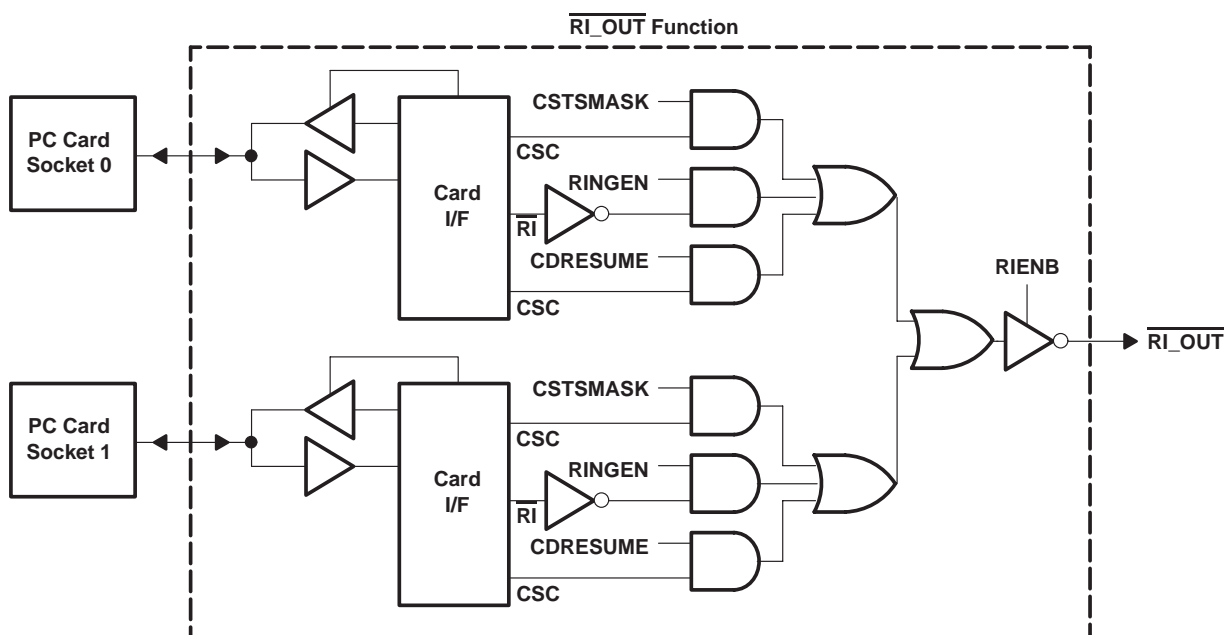 RI_OUT Function
PC Card
Socket 0
Card
I/F
CSTSMASK
CSC
RINGEN
RI
CDRESUME
CSC
RIENB
RI_OUT
PC Card
Socket 1
Card
I/F
CSTSMASK
CSC
RINGEN
RI
CDRESUME
CSC